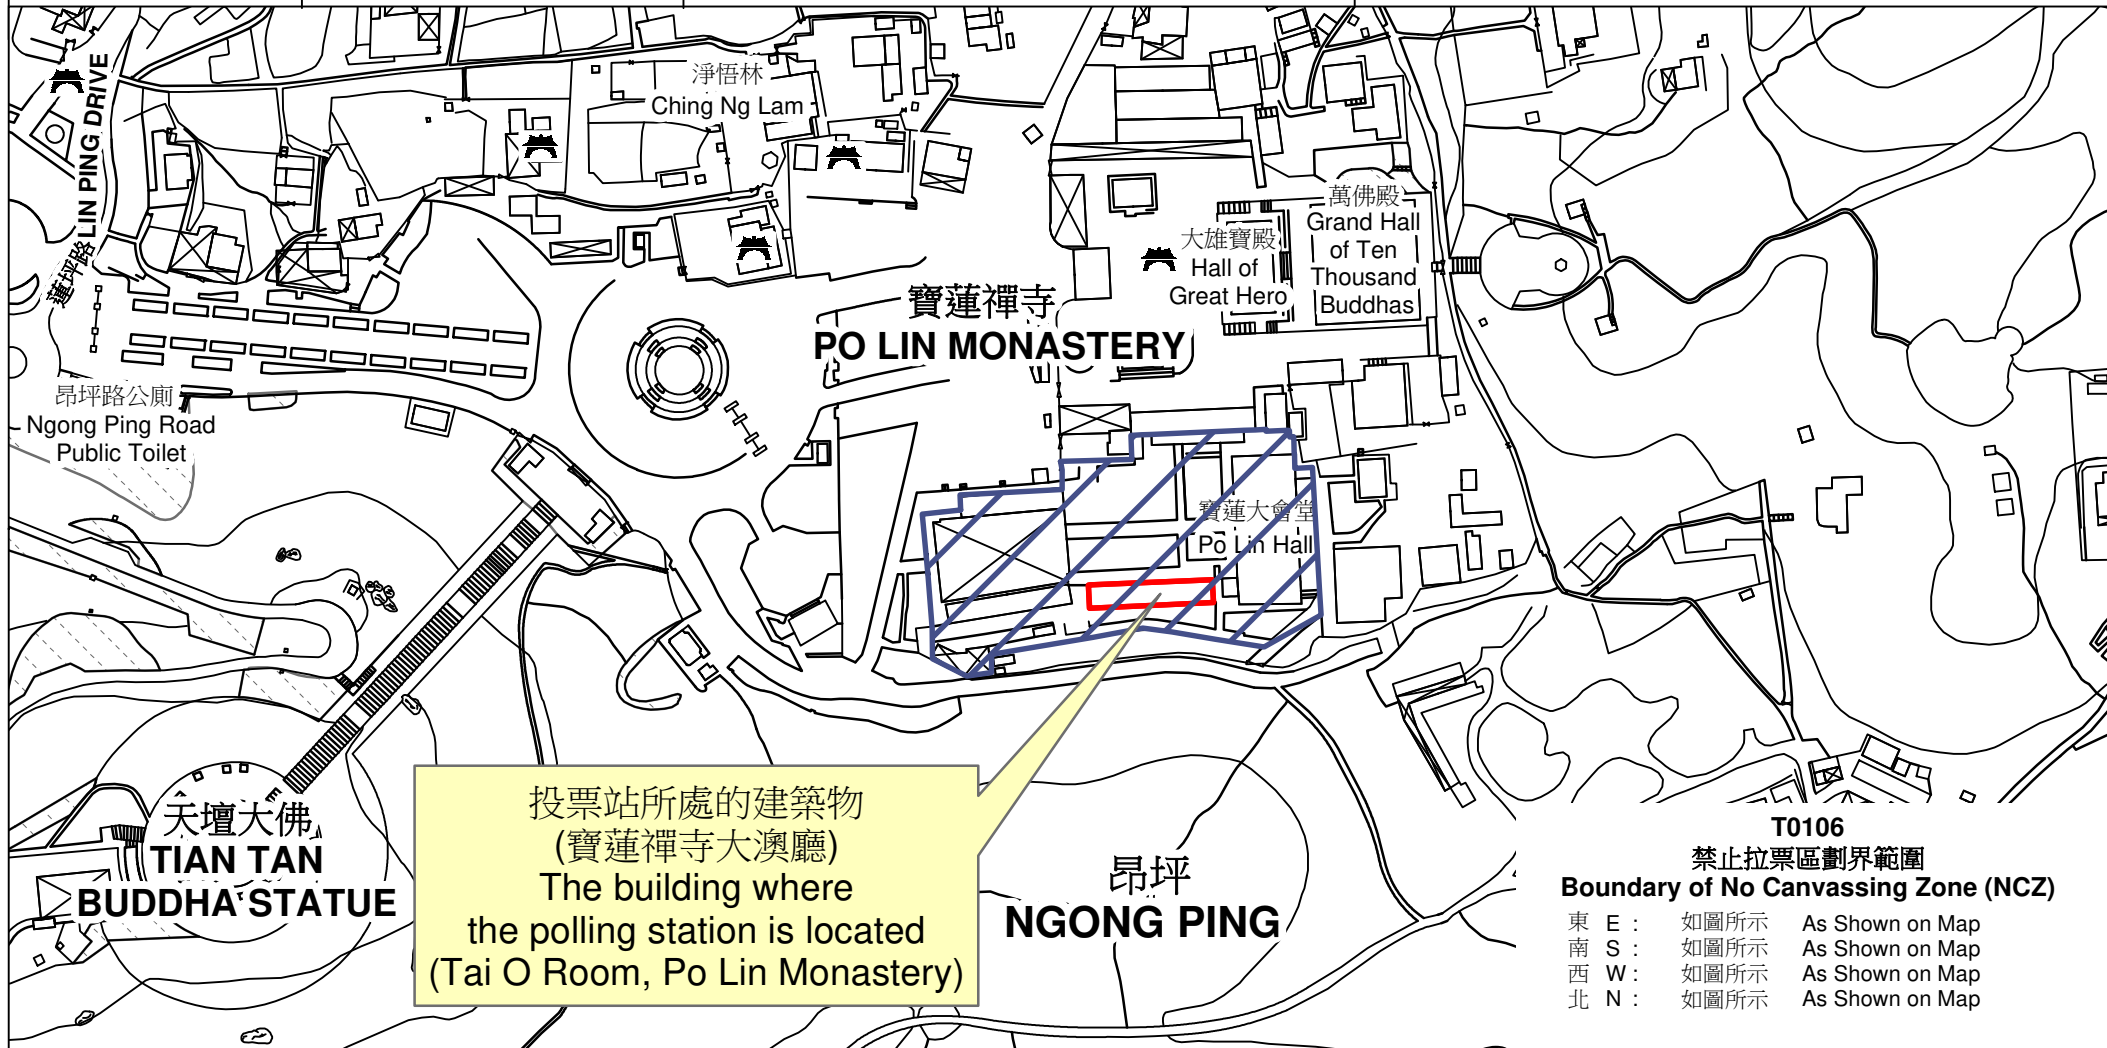 蓮坪路 LIN PING DRIVE
淨悟林
Ching Ng Lam
萬佛殿
Grand Hall
of Ten
Thousand
Buddhas
大雄寶殿
Hall of
Great Hero
寶蓮禪寺
PO LIN MONASTERY
昂坪路公廁
Ngong Ping Road
Public Toilet
寶蓮大會堂
Po Lin Hall
天壇大佛
TIAN TAN
BUDDHA STATUE
投票站所處的建築物
(寶蓮禪寺大澳廳)
The building where
the polling station is located
(Tai O Room, Po Lin Monastery)
昂坪
NGONG PING
T0106
禁止拉票區劃界範圍
Boundary of No Canvassing Zone (NCZ)
東 E : 如圖所示 As Shown on Map
南 S : 如圖所示 As Shown on Map
西 W : 如圖所示 As Shown on Map
北 N : 如圖所示 As Shown on Map